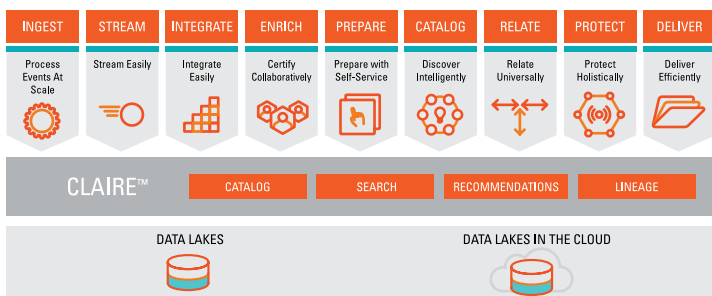 INGEST
STREAM
INTEGRATE
ENRICH
PREPARE
CATALOG
RELATE
PROTECT
DELIVER
Process
Events At
Scale
Stream Easily
Integrate
Easily
Certify
Collaboratively
Prepare with
Self-Service
Discover
Intelligently
Relate
Universally
Protect
Holistically
Deliver
Efficiently
CLAIRE™
CATALOG
SEARCH
RECOMMENDATIONS
LINEAGE
DATA LAKES
DATA LAKES IN THE CLOUD